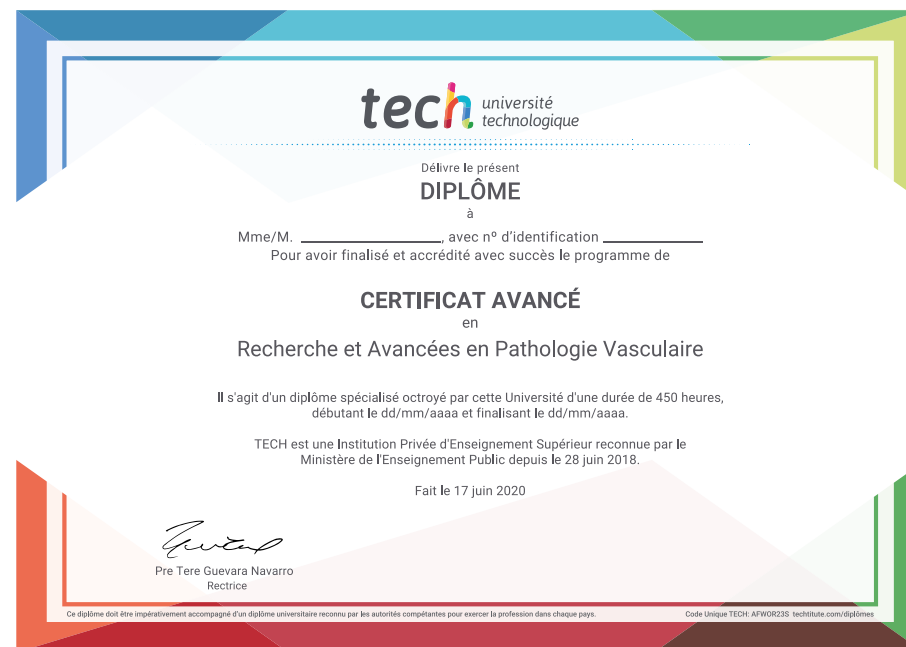 tech université
technologique
Délivre le présent
DIPLÔME
à
Mme/M. ____________________, avec nº d'identification ______________
Pour avoir finalisé et accrédité avec succès le programme de
CERTIFICAT AVANCÉ
en
Recherche et Avancées en Pathologie Vasculaire
Il s'agit d'un diplôme spécialisé octroyé par cette Université d'une durée de 450 heures,
débutant le dd/mm/aaaa et finalisant le dd/mm/aaaa.
TECH est une Institution Privée d'Enseignement Supérieur reconnue par le
Ministère de l'Enseignement Public depuis le 28 juin 2018.
Fait le 17 juin 2020
Pre Tere Guevara Navarro
Rectrice
Ce diplôme doit être impérativement accompagné d'un diplôme universitaire reconnu par les autorités compétentes pour exercer la profession dans chaque pays.
Code Unique TECH: AFWOR23S techtitute.com/diplômes